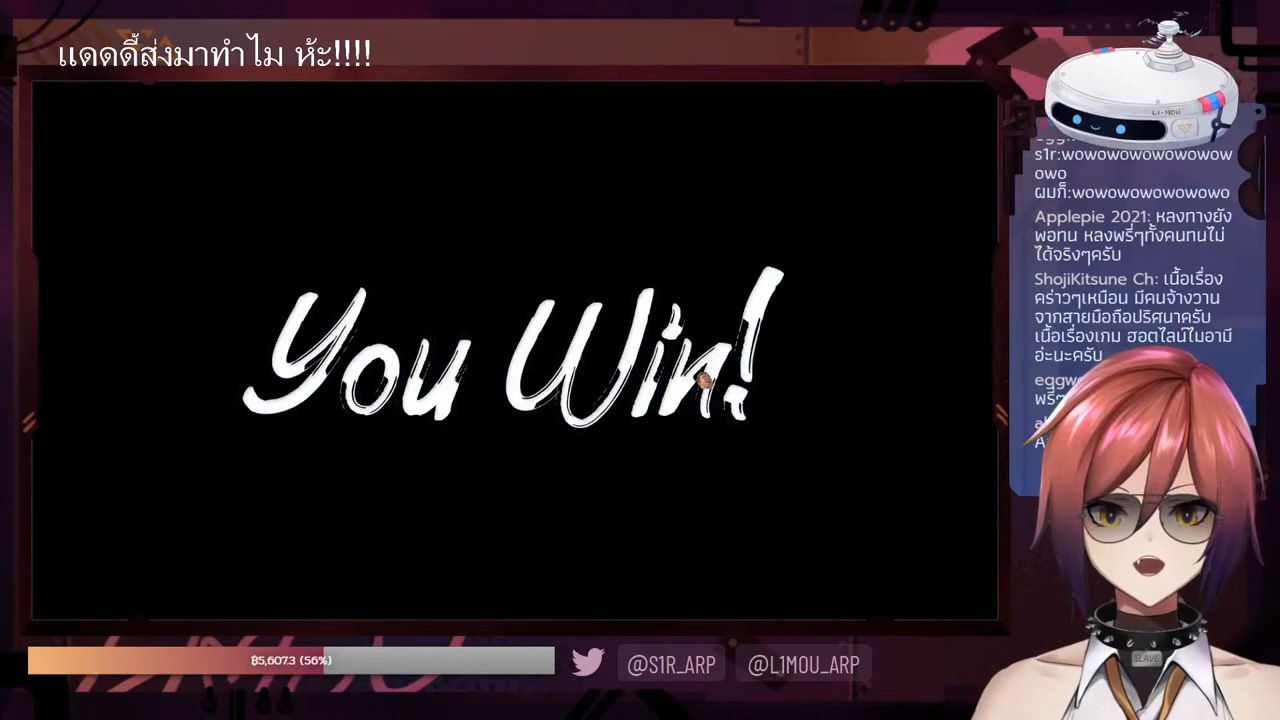 แดดดี้ส่งมาทำไม ห้ะ!!!!
LI-MOU
s1r:wowowowowowowow
owo
ผมก็:wowowowowowowo
Applepie 2021: หลงทางยัง
พอทน หลงพรี่ๆทั้งคนทนไม่
ได้จริงๆครับ
ShojiKitsune Ch: เนื้อเรื่อง
คร่าวๆเหมือน มีคนจ้างวาน
จากสายมือถือปริศนาครับ
เนื้อเรื่องเกม ฮอตไลน์ไมอามี
อ่ะนะครับ
You Win!
SLAVE
฿5,607.3 (56%)
@S1R_ARP
@L1MOU_ARP